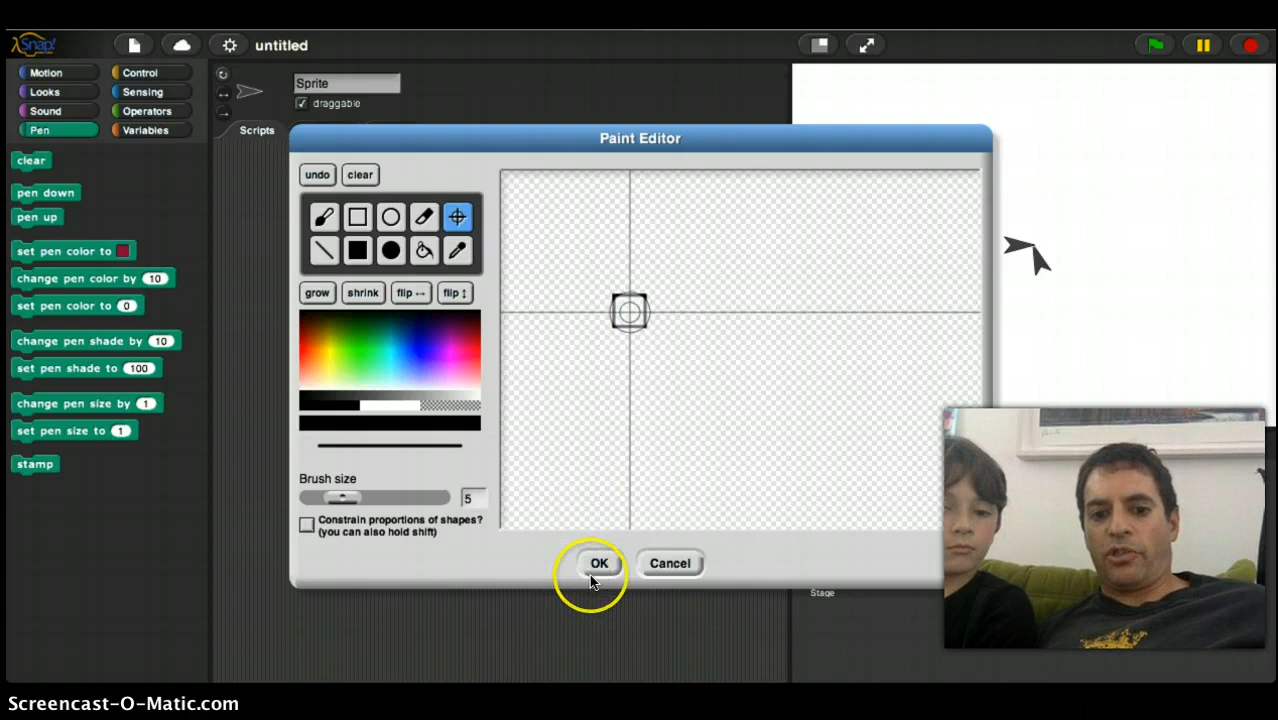 Snap! untitled
Motion Control
Looks Sensing
Sound Operators
Pen Variables
Sprite
draggable
Scripts
clear
pen down
pen up
set pen color to
change pen color by 10
set pen color to 0
change pen shade by 10
set pen shade to 100
change pen size by 1
set pen size to 1
stamp
Paint Editor
undo clear
grow shrink flip ↔ flip ↕
Brush size
5
Constrain proportions of shapes?
(you can also hold shift)
OK Cancel
Stage
Screencast-O-Matic.com